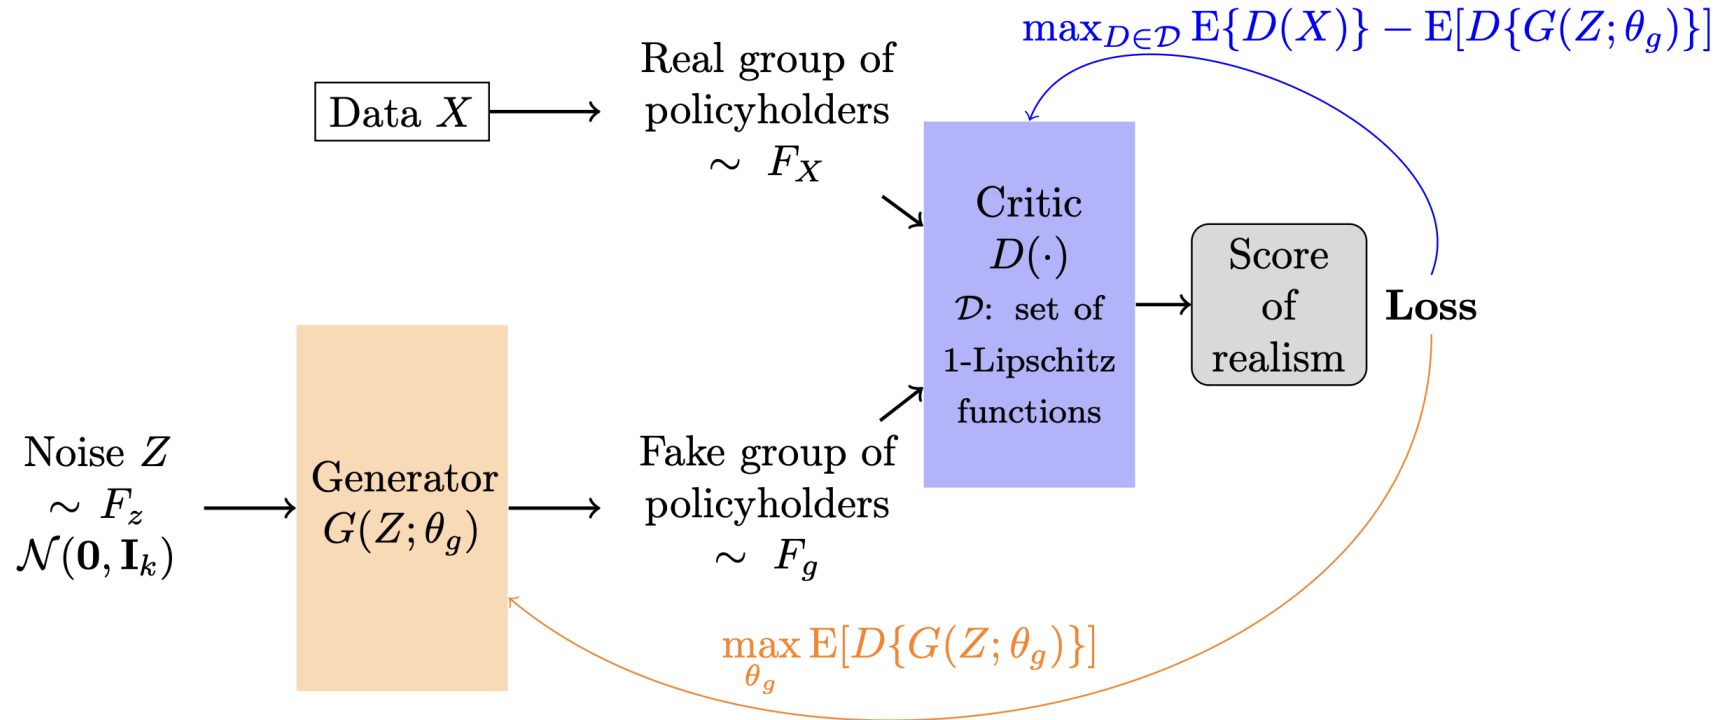 max_{D∈𝒟} E{D(X)} − E[D{G(Z; θ_g)}]
Real group of
policyholders
∼ F_X
Data X
Critic
D(·)
𝒟: set of
1-Lipschitz
functions
Score
of
realism
Loss
Noise Z
∼ F_z
𝒩(𝟎, 𝐈_k)
Generator
G(Z; θ_g)
Fake group of
policyholders
∼ F_g
max E[D{G(Z; θ_g)}]
θ_g